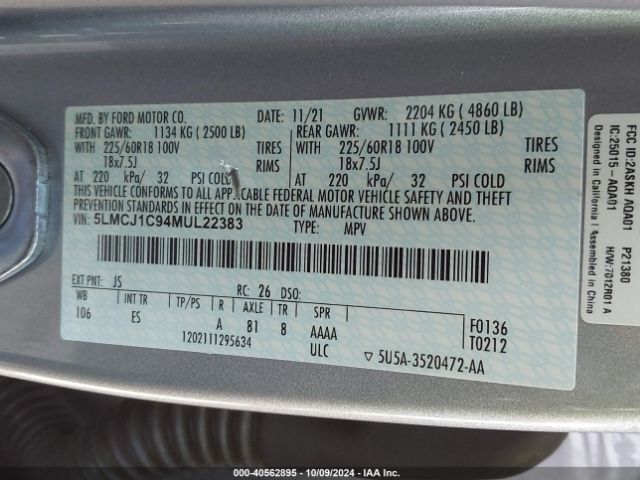 MFD. BY FORD MOTOR CO. DATE: 11/21 GVWR: 2204 KG ( 4860 LB)
FRONT GAWR: 1134 KG ( 2500 LB) REAR GAWR: 1111 KG ( 2450 LB)
WITH 225/60R18 100V TIRES WITH 225/60R18 100V TIRES
18x7.5J RIMS 18x7.5J RIMS
AT 220 kPa/ 32 PSI COLD AT 220 kPa/ 32 PSI COLD
THIS VEHICLE CONFORMS TO ALL APPLICABLE FEDERAL MOTOR VEHICLE SAFETY AND THEFT
PREVENTION STANDARDS IN EFFECT ON THE DATE OF MANUFACTURE SHOWN ABOVE.
VIN: 5LMCJ1C94MUL22383 TYPE: MPV
EXT PNT: JS RC: 26 DSO:
WB INT TR TP/PS R AXLE TR SPR
106 ES A 81 8 AAAA
1202111295634 ULC
F0136
T0212
▽ 5U5A-3520472-AA
FCC ID:2ASKH AQA01 P21380
IC:25015-AQA01 H/W:7012R01 A
Designed in California | Assembled in China
000-40562895 - 10/09/2024 - IAA Inc.